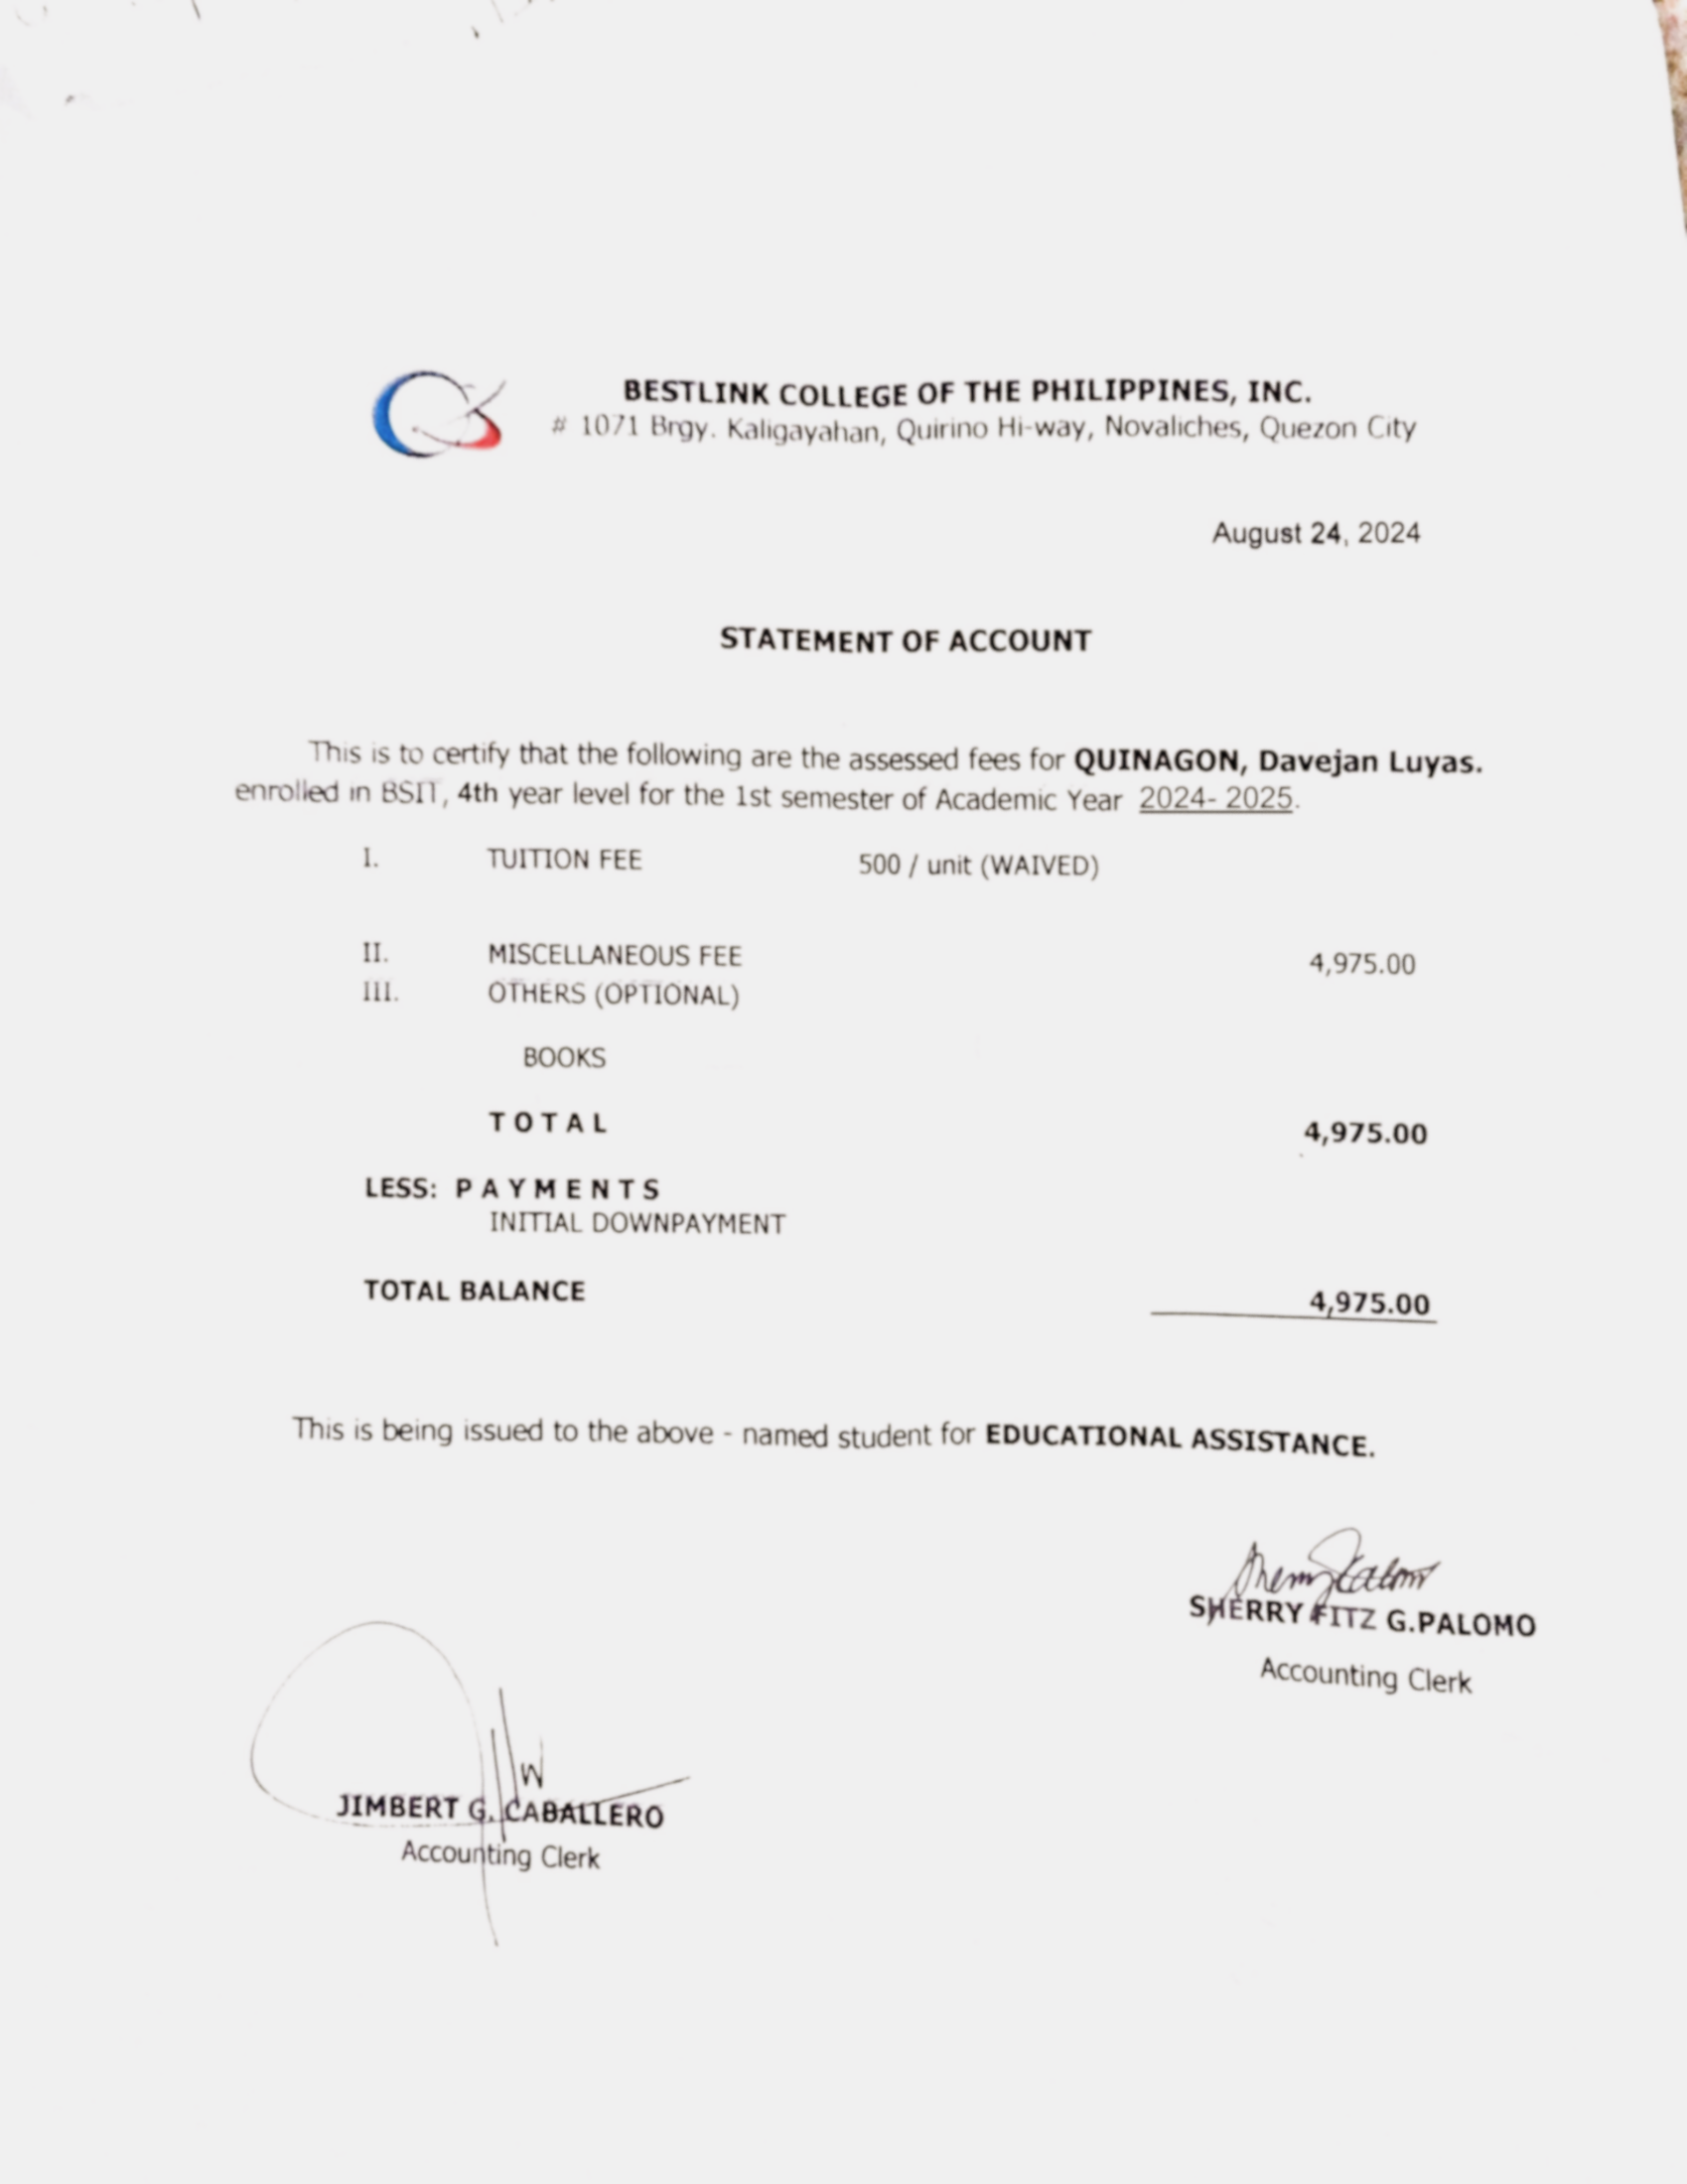 BESTLINK COLLEGE OF THE PHILIPPINES, INC.
# 1071 Brgy. Kaligayahan, Quirino Hi-way, Novaliches, Quezon City
August 24, 2024
STATEMENT OF ACCOUNT
This is to certify that the following are the assessed fees for QUINAGON, Davejan Luyas.
enrolled in BSIT, 4th year level for the 1st semester of Academic Year 2024- 2025.
I. TUITION FEE 500 / unit (WAIVED)
II. MISCELLANEOUS FEE 4,975.00
III. OTHERS (OPTIONAL)
BOOKS
T O T A L 4,975.00
LESS: P A Y M E N T S
INITIAL DOWNPAYMENT
TOTAL BALANCE 4,975.00
This is being issued to the above - named student for EDUCATIONAL ASSISTANCE.
SHERRY FITZ G.PALOMO
Accounting Clerk
JIMBERT G. CABALLERO
Accounting Clerk